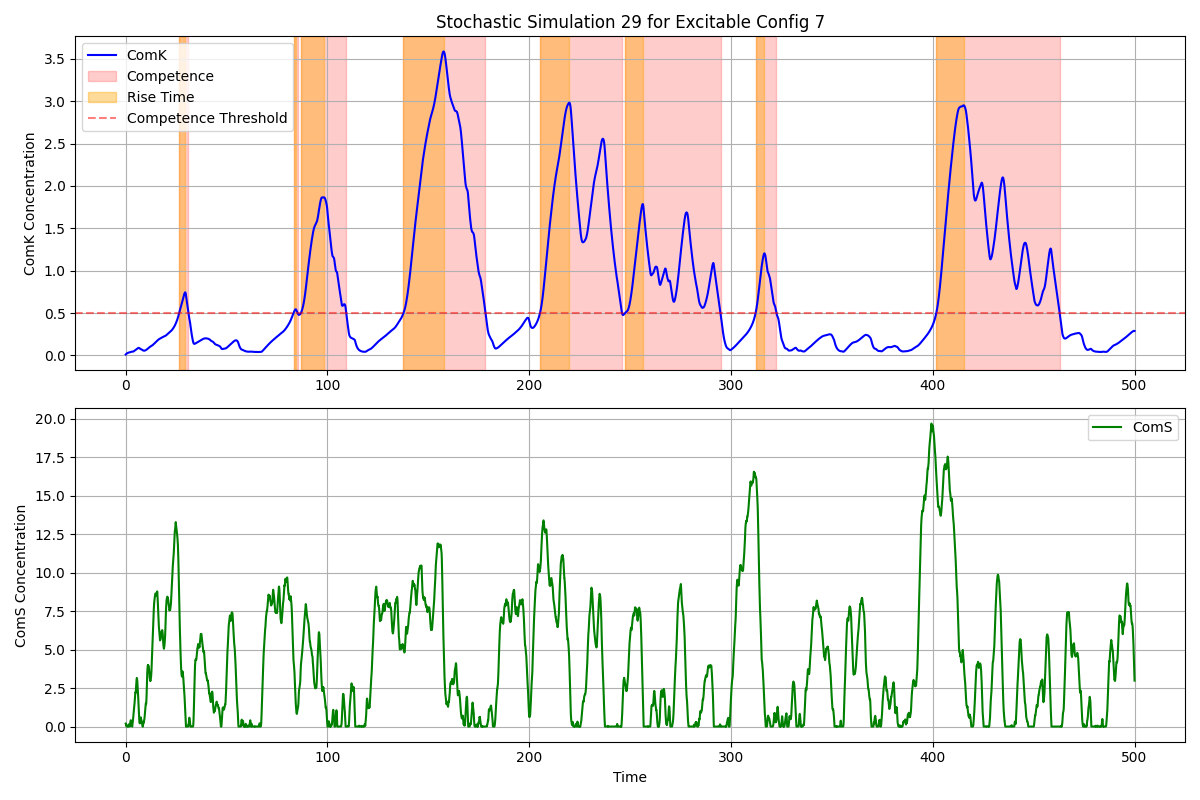 Stochastic Simulation 29 for Excitable Config 7
ComK Concentration
3.5
3.0
2.5
2.0
1.5
1.0
0.5
0.0
ComK
Competence
Rise Time
Competence Threshold
0 100 200 300 400 500
ComS Concentration
20.0
17.5
15.0
12.5
10.0
7.5
5.0
2.5
0.0
ComS
0 100 200 300 400 500
Time